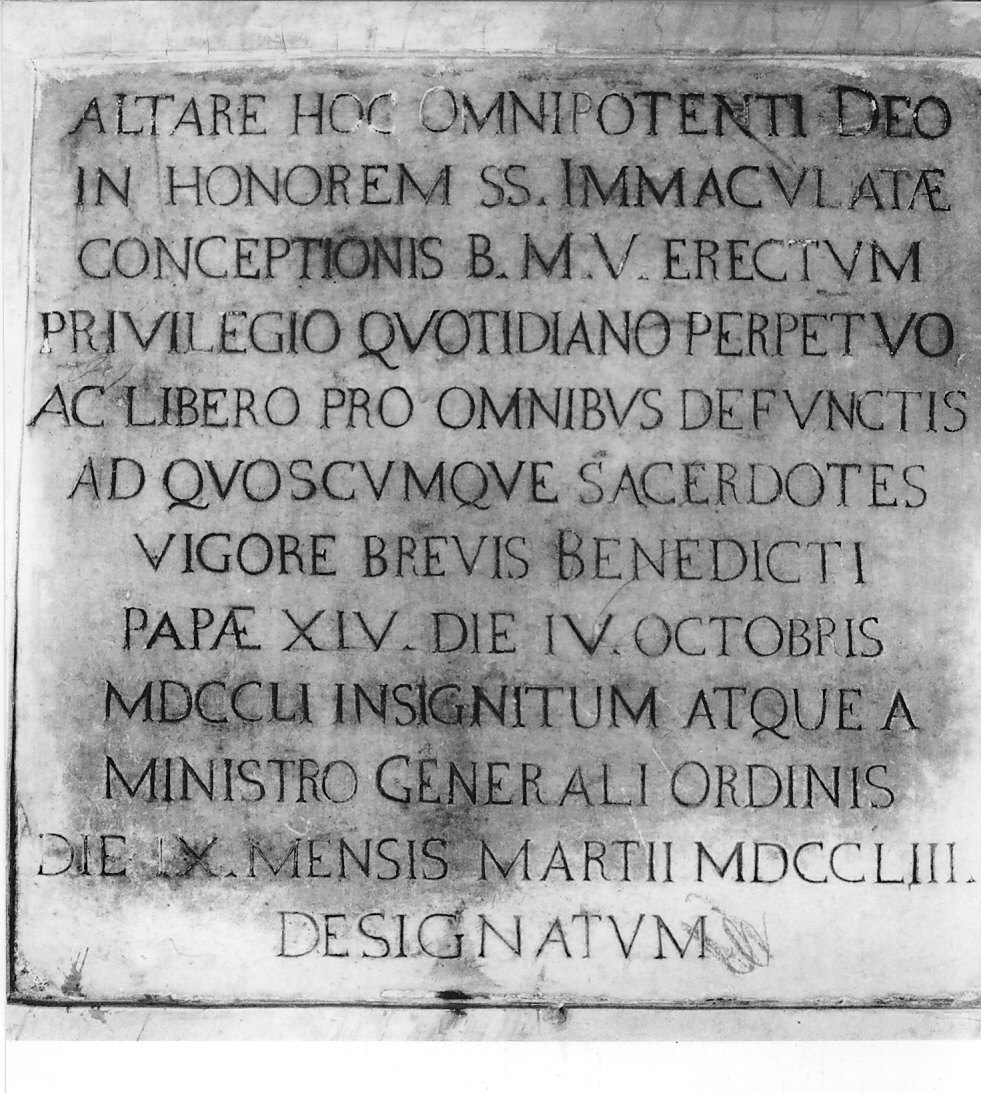 ALTARE HOC OMNIPOTENTI DEO
IN HONOREM SS. IMMACVLATÆ
CONCEPTIONIS B. M. V. ERECTVM
PRIVILEGIO QVOTIDIANO PERPETVO
AC LIBERO PRO OMNIBVS DEFVNCTIS
AD QVOSCVMQVE SACERDOTES
VIGORE BREVIS BENEDICTI
PAPÆ XIV. DIE IV. OCTOBRIS
MDCCLI INSIGNITUM ATQUE A
MINISTRO GENERALI ORDINIS
DIE IX. MENSIS MARTII MDCCLIII.
DESIGNATVM